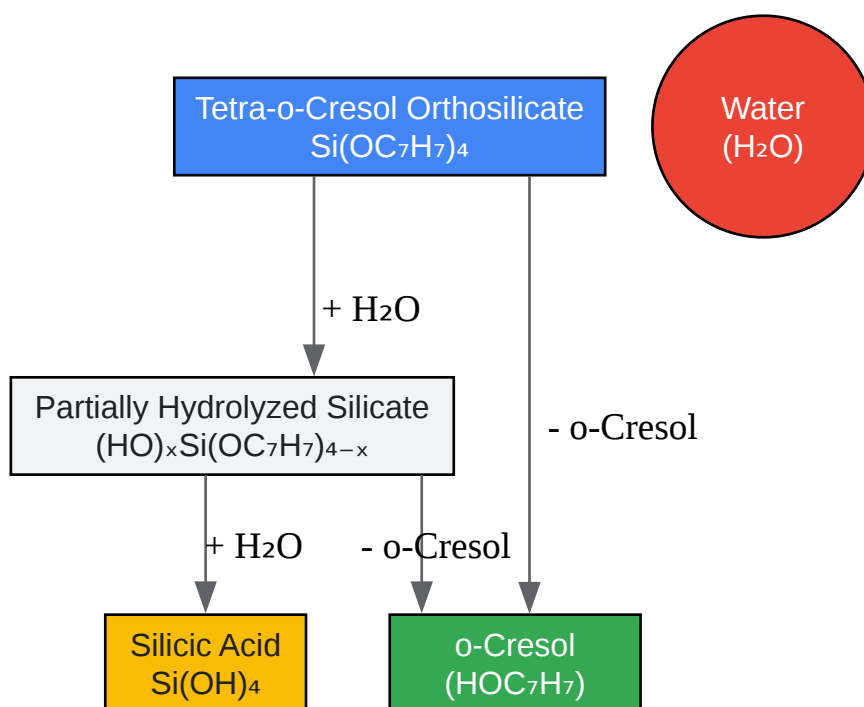 Tetra-o-Cresol Orthosilicate
Si(OC₇H₇)₄
Water
(H₂O)
+ H₂O
Partially Hydrolyzed Silicate
(HO)ₓSi(OC₇H₇)₄₋ₓ
- o-Cresol
+ H₂O
- o-Cresol
Silicic Acid
Si(OH)₄
o-Cresol
(HOC₇H₇)